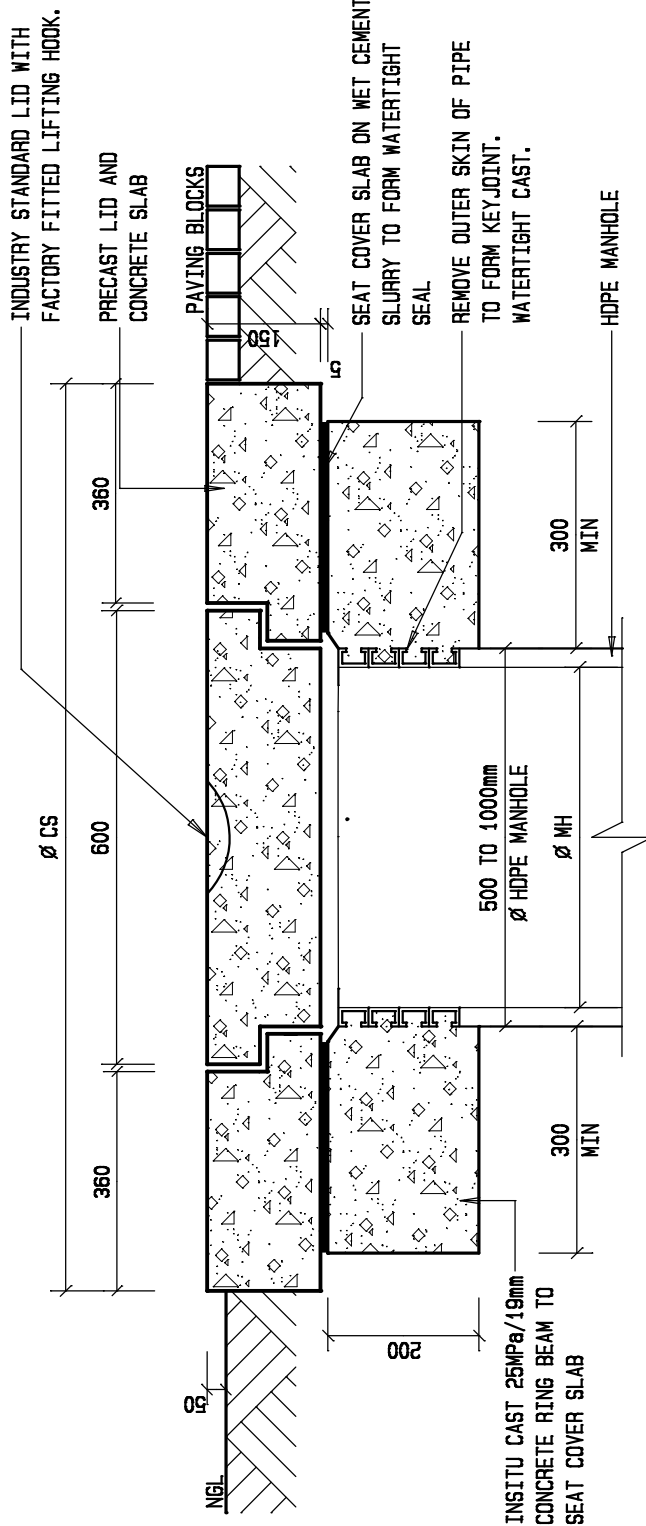 INDUSTRY STANDARD LID WITH
FACTORY FITTED LIFTING HOOK.
PRECAST LID AND
CONCRETE SLAB
PAVING BLOCKS
Ø CS
360
600
360
150
5
50
NGL
SEAT COVER SLAB ON WET CEMENT
SLURRY TO FORM WATERTIGHT
SEAL
REMOVE OUTER SKIN OF PIPE
TO FORM KEYJOINT.
WATERTIGHT CAST.
HDPE MANHOLE
300
MIN
500 TO 1000mm
Ø HDPE MANHOLE
Ø MH
300
MIN
200
INSITU CAST 25MPa/19mm
CONCRETE RING BEAM TO
SEAT COVER SLAB